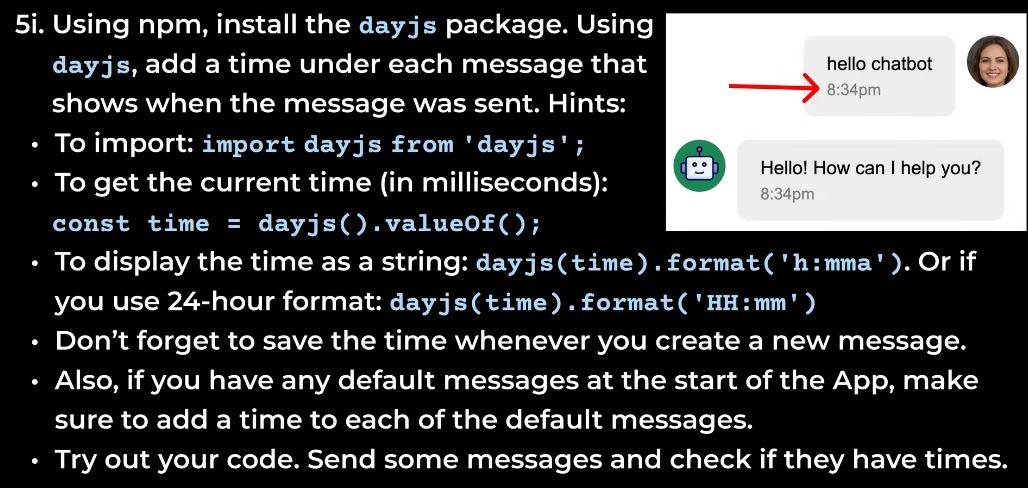 5i. Using npm, install the dayjs package. Using
dayjs, add a time under each message that
shows when the message was sent. Hints:
• To import: import dayjs from 'dayjs';
• To get the current time (in milliseconds):
const time = dayjs().valueOf();
• To display the time as a string: dayjs(time).format('h:mma'). Or if
you use 24-hour format: dayjs(time).format('HH:mm')
• Don’t forget to save the time whenever you create a new message.
• Also, if you have any default messages at the start of the App, make
sure to add a time to each of the default messages.
• Try out your code. Send some messages and check if they have times.
hello chatbot
8:34pm
Hello! How can I help you?
8:34pm